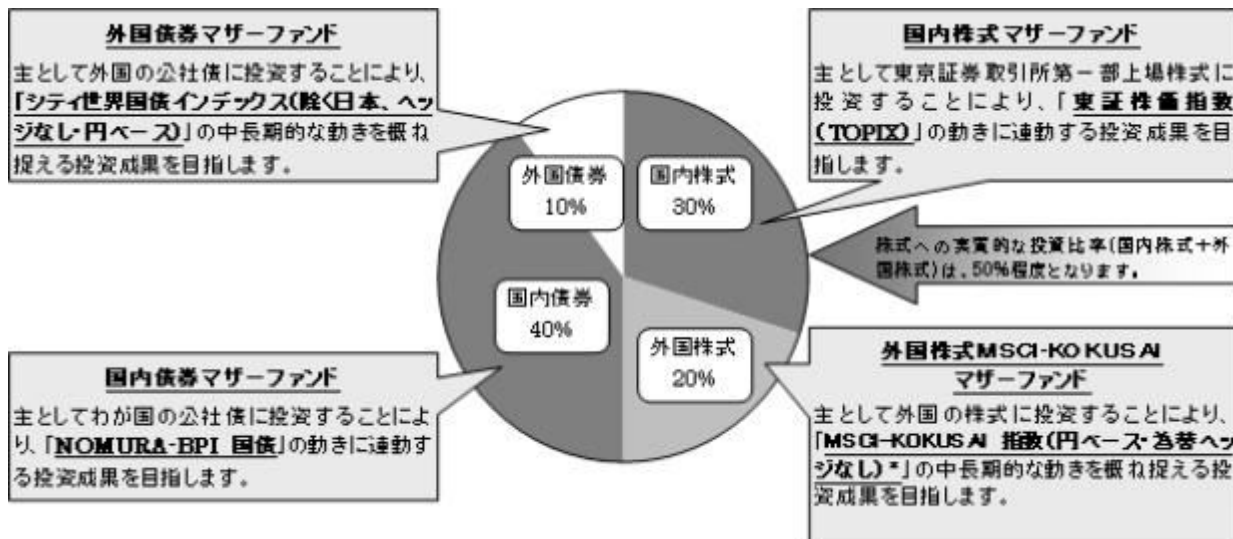 外国債券マザーファンド
主として外国の公社債に投資することにより、
「シティ世界国債インデックス(除く日本、ヘッ
ジなし・円ベース)」の中長期的な動きを概ね
捉える投資成果を目指します。
国内株式マザーファンド
主として東京証券取引所第一部上場株式に
投資することにより、「東証株価指数
(TOPIX)」の動きに連動する投資成果を目
指します。
外国債券
10%
国内株式
30%
株式への実質的な投資比率(国内株式+外
国株式)は、50%程度となります。
国内債券
40%
外国株式
20%
国内債券マザーファンド
主としてわが国の公社債に投資することによ
り、「NOMURA-BPI 国債」の動きに連動す
る投資成果を目指します。
外国株式MSCI-KOKUSAI
マザーファンド
主として外国の株式に投資することにより、
「MSCI-KOKUSAI 指数(円ベース・為替ヘッ
ジなし)*」の中長期的な動きを概ね捉える投
資成果を目指します。